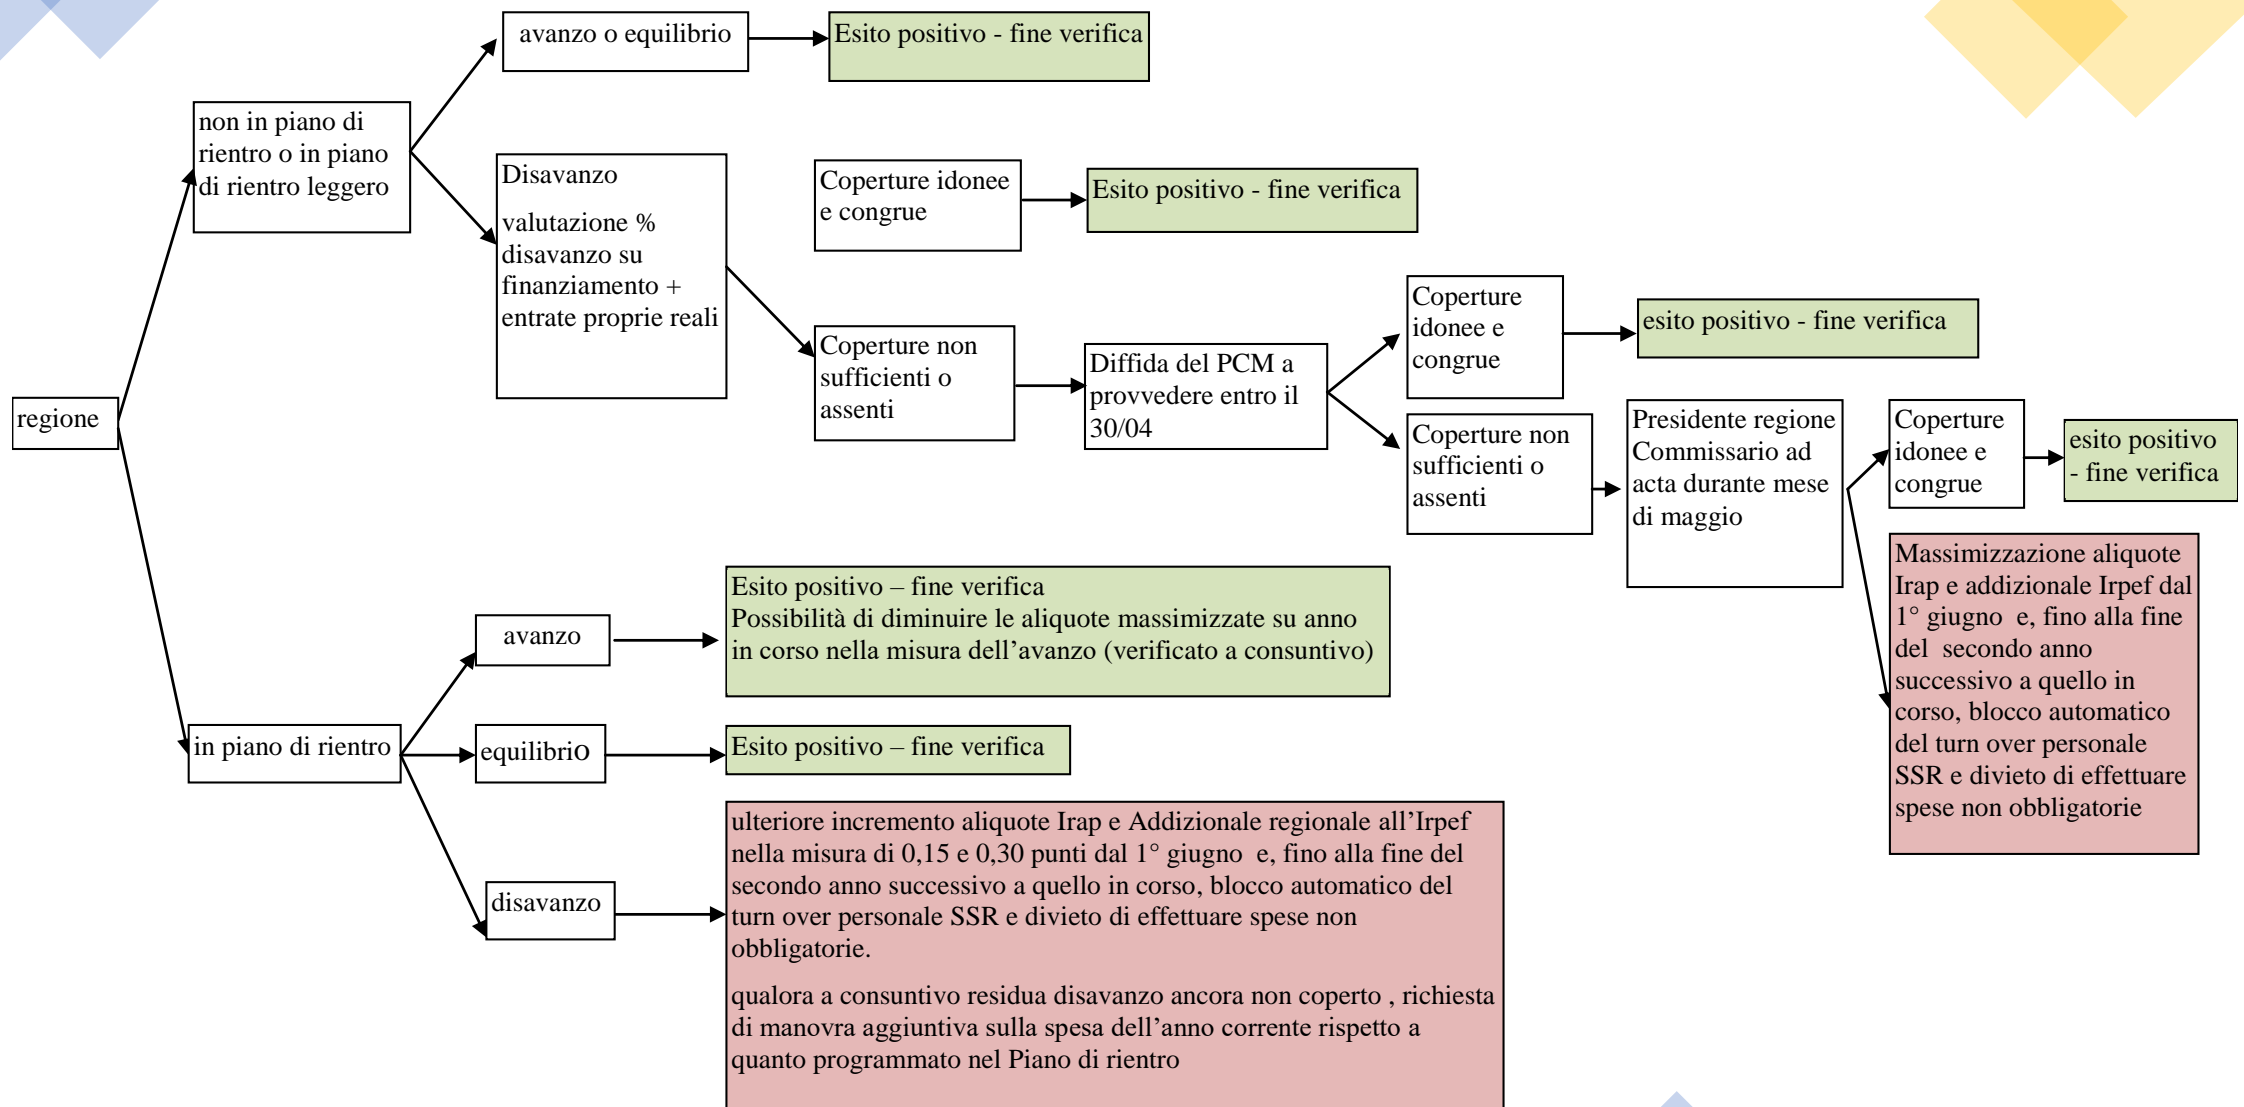 avanzo o equilibrio
Esito positivo - fine verifica
non in piano di
rientro o in piano
di rientro leggero
Disavanzo
valutazione %
disavanzo su
finanziamento +
entrate proprie reali
Coperture idonee
e congrue
Esito positivo - fine verifica
Coperture non
sufficienti o
assenti
Diffida del PCM a
provvedere entro il
30/04
Coperture
idonee e
congrue
esito positivo - fine verifica
Coperture non
sufficienti o
assenti
Presidente regione
Commissario ad
acta durante mese
di maggio
Coperture
idonee e
congrue
esito positivo
- fine verifica
Massimizzazione aliquote
Irap e addizionale Irpef dal
1° giugno e, fino alla fine
del secondo anno
successivo a quello in
corso, blocco automatico
del turn over personale
SSR e divieto di effettuare
spese non obbligatorie
regione
in piano di rientro
avanzo
Esito positivo – fine verifica
Possibilità di diminuire le aliquote massimizzate su anno
in corso nella misura dell’avanzo (verificato a consuntivo)
equilibrio
Esito positivo – fine verifica
disavanzo
ulteriore incremento aliquote Irap e Addizionale regionale all’Irpef
nella misura di 0,15 e 0,30 punti dal 1° giugno e, fino alla fine del
secondo anno successivo a quello in corso, blocco automatico del
turn over personale SSR e divieto di effettuare spese non
obbligatorie.
qualora a consuntivo residua disavanzo ancora non coperto , richiesta
di manovra aggiuntiva sulla spesa dell’anno corrente rispetto a
quanto programmato nel Piano di rientro